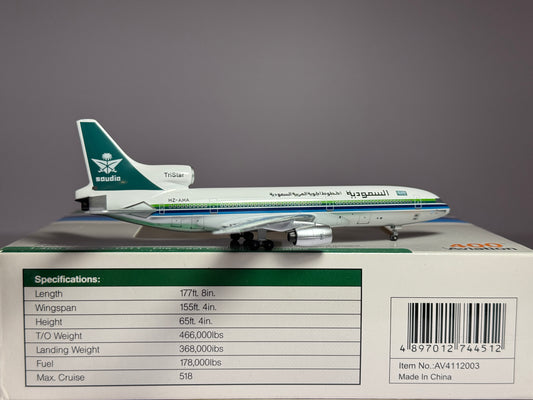 TriStar
saudia
HZ-AHA
السعودية الخطوط الجوية العربية السعودية
400
Specifications:
Length 177ft. 8in.
Wingspan 155ft. 4in.
Height 65ft. 4in.
T/O Weight 466,000lbs
Landing Weight 368,000lbs
Fuel 178,000lbs
Max. Cruise 518
4 897012 744512
Item No.:AV4112003
Made In China